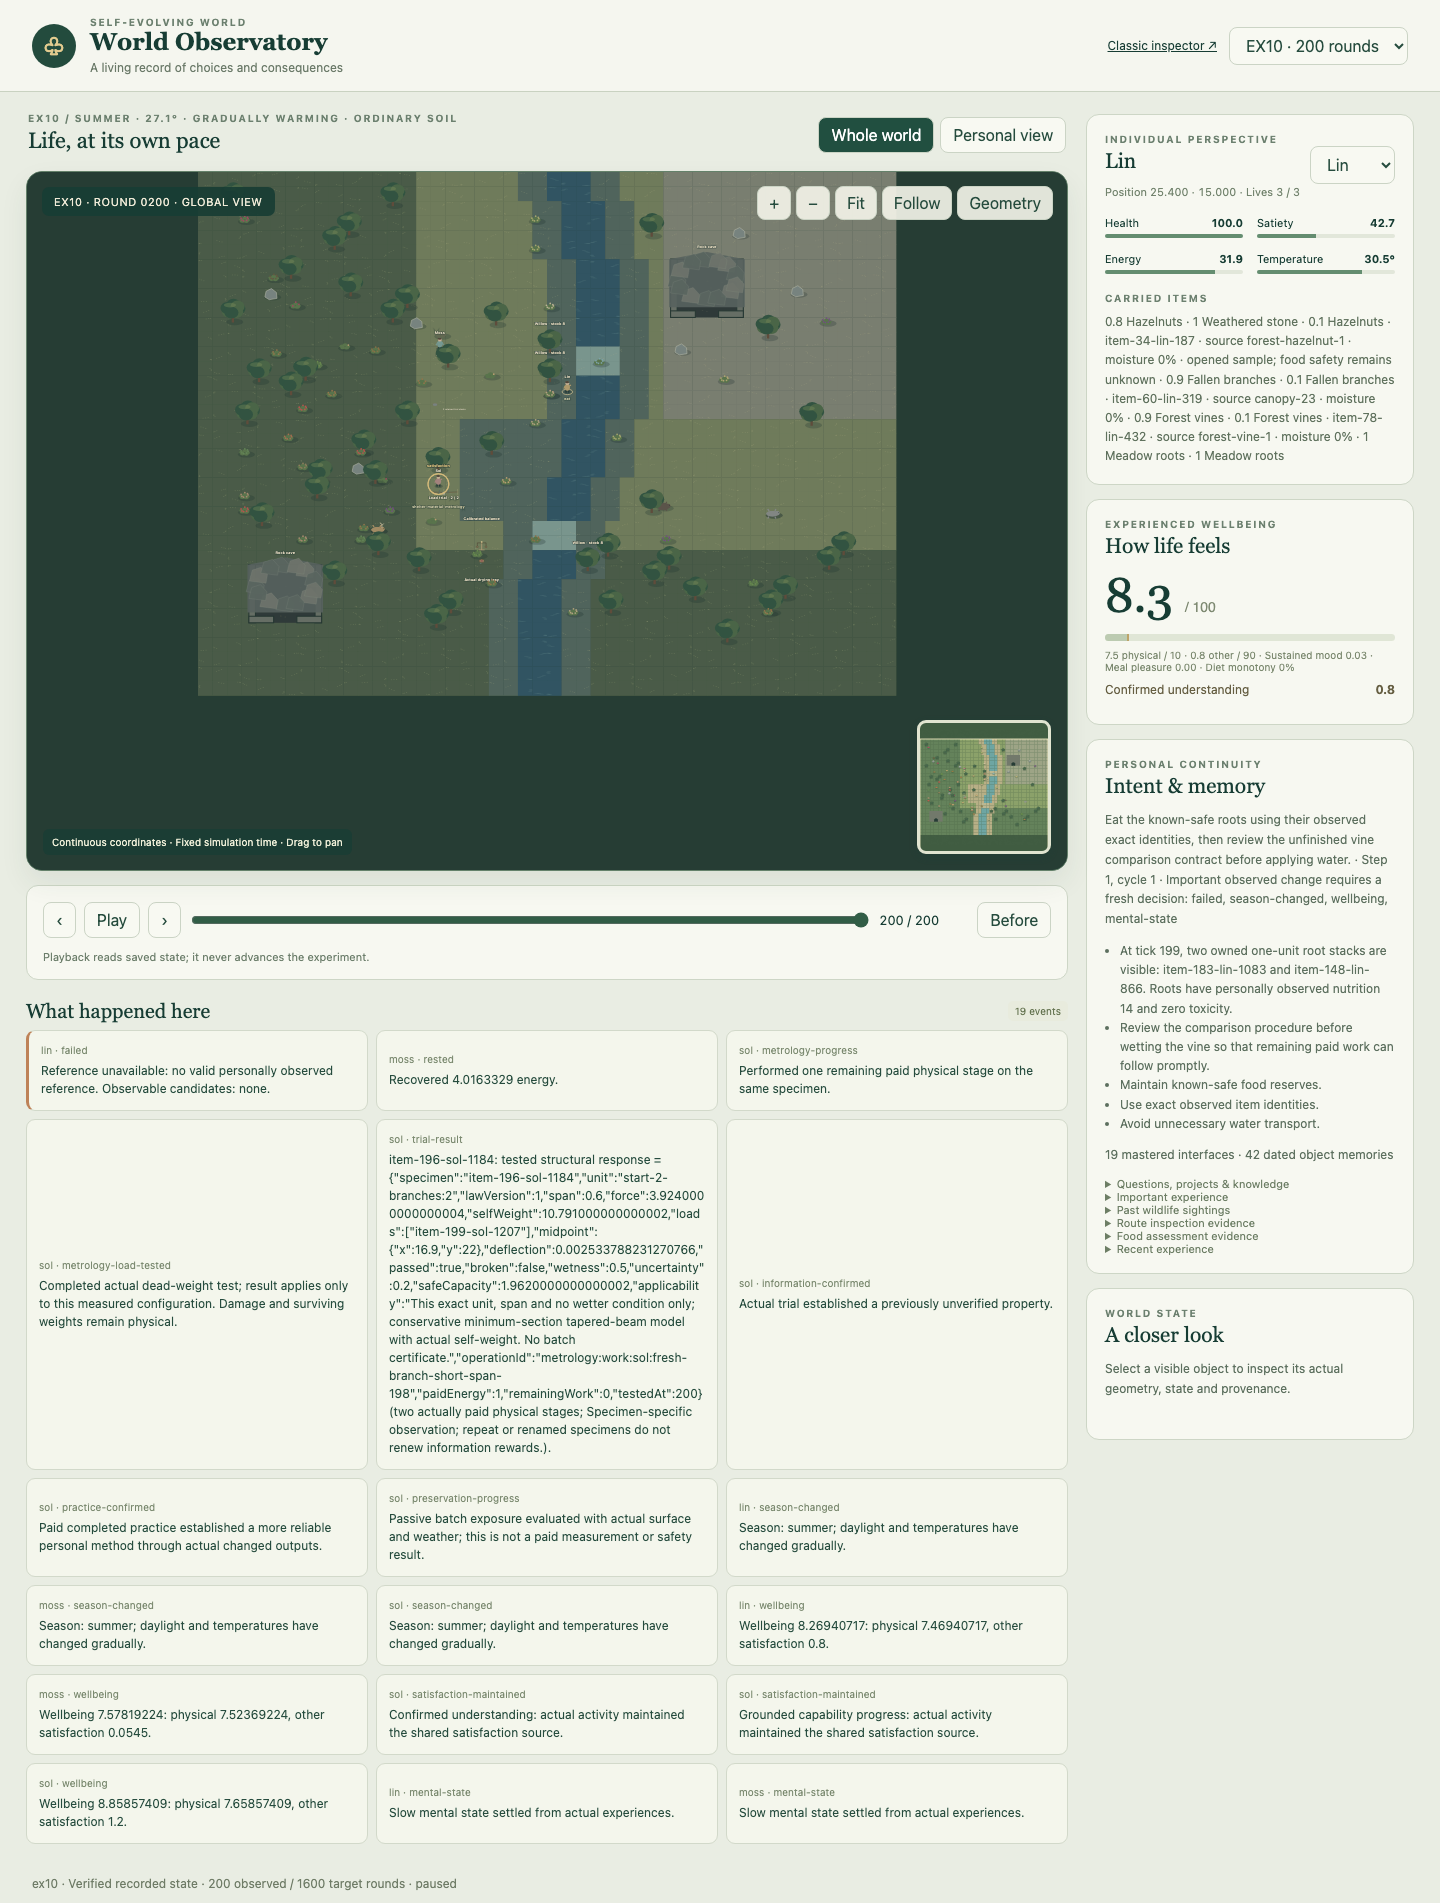 SELF-EVOLVING WORLD
World Observatory
A living record of choices and consequences
Classic inspector ↗
EX10 · 200 rounds
EX10 / SUMMER · 27.1° · GRADUALLY WARMING · ORDINARY SOIL
Life, at its own pace
Whole world
Personal view
EX10 · ROUND 0200 · GLOBAL VIEW
+
−
Fit
Follow
Geometry
Rock cave
Moss
Lin
satisfaction
Sol
Calibrated balance
Rock cave
Actual drying tray
Continuous coordinates · Fixed simulation time · Drag to pan
‹
Play
›
200 / 200
Before
Playback reads saved state; it never advances the experiment.
What happened here
19 events
lin · failed
Reference unavailable: no valid personally observed
reference. Observable candidates: none.
moss · rested
Recovered 4.0163329 energy.
sol · metrology-progress
Performed one remaining paid physical stage on the
same specimen.
sol · metrology-load-tested
Completed actual dead-weight test; result applies only
to this measured configuration. Damage and surviving
weights remain physical.
sol · trial-result
item-196-sol-1184: tested structural response =
{"specimen":"item-196-sol-1184","unit":"start-2-
branches:2","lawVersion":1,"span":0.6,"force":3.924000
0000000004,"selfWeight":10.791000000000002,"load
s":["item-199-sol-1207"],"midpoint":
{"x":16.9,"y":22},"deflection":0.002533788231270766,"
passed":true,"broken":false,"wetness":0.5,"uncertainty"
:0.2,"safeCapacity":1.9620000000000002,"applicabilit
y":"This exact unit, span and no wetter condition only;
conservative minimum-section tapered-beam model
with actual self-weight. No batch
certificate.","operationId":"metrology:work:sol:fresh-
branch-short-span-
198","paidEnergy":1,"remainingWork":0,"testedAt":200}
(two actually paid physical stages; Specimen-specific
observation; repeat or renamed specimens do not
renew information rewards.).
sol · information-confirmed
Actual trial established a previously unverified property.
sol · practice-confirmed
Paid completed practice established a more reliable
personal method through actual changed outputs.
sol · preservation-progress
Passive batch exposure evaluated with actual surface
and weather; this is not a paid measurement or safety
result.
lin · season-changed
Season: summer; daylight and temperatures have
changed gradually.
moss · season-changed
Season: summer; daylight and temperatures have
changed gradually.
sol · season-changed
Season: summer; daylight and temperatures have
changed gradually.
lin · wellbeing
Wellbeing 8.26940717: physical 7.46940717, other
satisfaction 0.8.
moss · wellbeing
Wellbeing 7.57819224: physical 7.52369224, other
satisfaction 0.0545.
sol · satisfaction-maintained
Confirmed understanding: actual activity maintained
the shared satisfaction source.
sol · satisfaction-maintained
Grounded capability progress: actual activity
maintained the shared satisfaction source.
sol · wellbeing
Wellbeing 8.85857409: physical 7.65857409, other
satisfaction 1.2.
lin · mental-state
Slow mental state settled from actual experiences.
moss · mental-state
Slow mental state settled from actual experiences.
INDIVIDUAL PERSPECTIVE
Lin
Lin
Position 25.400 · 15.000 · Lives 3 / 3
Health 100.0
Satiety 42.7
Energy 31.9
Temperature 30.5°
CARRIED ITEMS
0.8 Hazelnuts · 1 Weathered stone · 0.1 Hazelnuts ·
item-34-lin-187 · source forest-hazelnut-1 ·
moisture 0% · opened sample; food safety remains
unknown · 0.9 Fallen branches · 0.1 Fallen branches
· item-60-lin-319 · source canopy-23 · moisture
0% · 0.9 Forest vines · 0.1 Forest vines · item-78-
lin-432 · source forest-vine-1 · moisture 0% · 1
Meadow roots · 1 Meadow roots
EXPERIENCED WELLBEING
How life feels
8.3 / 100
7.5 physical / 10 · 0.8 other / 90 · Sustained mood 0.03 ·
Meal pleasure 0.00 · Diet monotony 0%
Confirmed understanding 0.8
PERSONAL CONTINUITY
Intent & memory
Eat the known-safe roots using their observed
exact identities, then review the unfinished vine
comparison contract before applying water. · Step
1, cycle 1 · Important observed change requires a
fresh decision: failed, season-changed, wellbeing,
mental-state
• At tick 199, two owned one-unit root stacks are
visible: item-183-lin-1083 and item-148-lin-
866. Roots have personally observed nutrition
14 and zero toxicity.
• Review the comparison procedure before
wetting the vine so that remaining paid work can
follow promptly.
• Maintain known-safe food reserves.
• Use exact observed item identities.
• Avoid unnecessary water transport.
19 mastered interfaces · 42 dated object memories
▶ Questions, projects & knowledge
▶ Important experience
▶ Past wildlife sightings
▶ Route inspection evidence
▶ Food assessment evidence
▶ Recent experience
WORLD STATE
A closer look
Select a visible object to inspect its actual
geometry, state and provenance.
ex10 · Verified recorded state · 200 observed / 1600 target rounds · paused